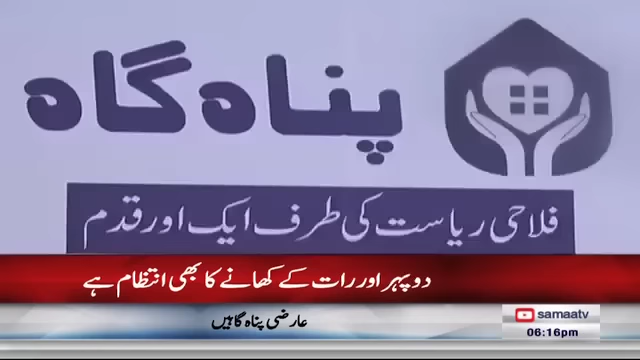 پناہ گاہ
فلاحی ریاست کی طرف ایک اور قدم
دوپہر اور رات کے کھانے کا بھی انتظام ہے
عارضی پناہ گاہیں
samaatv
06:16pm